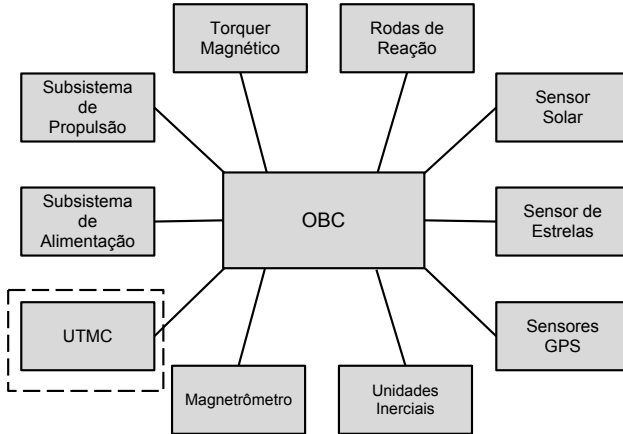 Torquer
Magnético
Rodas de
Reação
Subsistema
de
Propulsão
Sensor
Solar
OBC
Subsistema
de
Alimentação
Sensor de
Estrelas
UTMC
Sensores
GPS
Magnetrômetro
Unidades
Inerciais